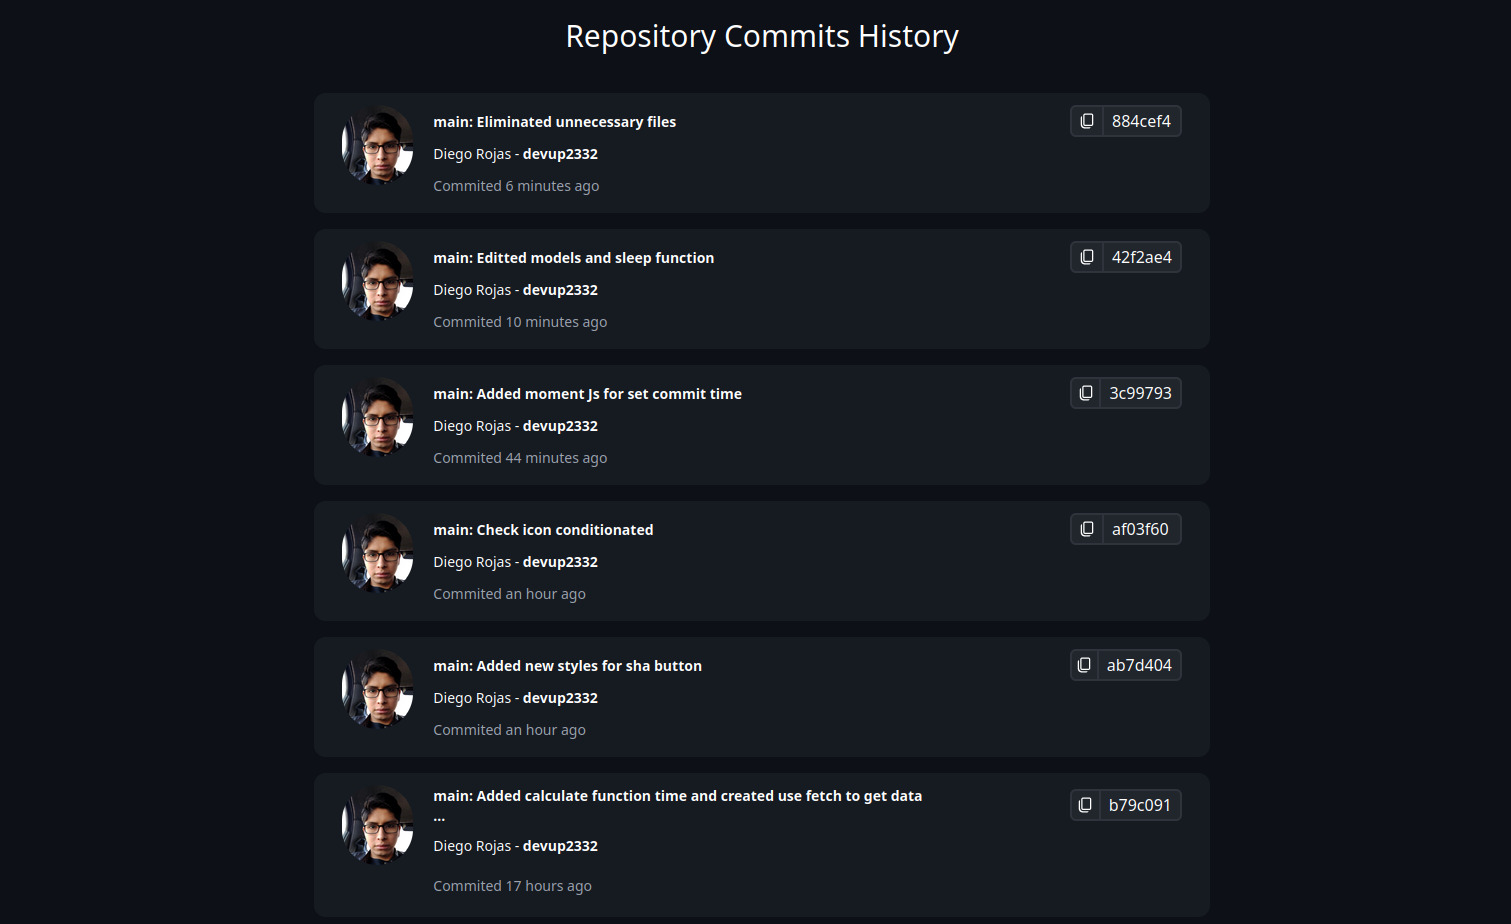 Repository Commits History
main: Eliminated unnecessary files
884cef4
Diego Rojas - devup2332
Commited 6 minutes ago
main: Editted models and sleep function
42f2ae4
Diego Rojas - devup2332
Commited 10 minutes ago
main: Added moment Js for set commit time
3c99793
Diego Rojas - devup2332
Commited 44 minutes ago
main: Check icon conditionated
af03f60
Diego Rojas - devup2332
Commited an hour ago
main: Added new styles for sha button
ab7d404
Diego Rojas - devup2332
Commited an hour ago
main: Added calculate function time and created use fetch to get data
...
b79c091
Diego Rojas - devup2332
Commited 17 hours ago